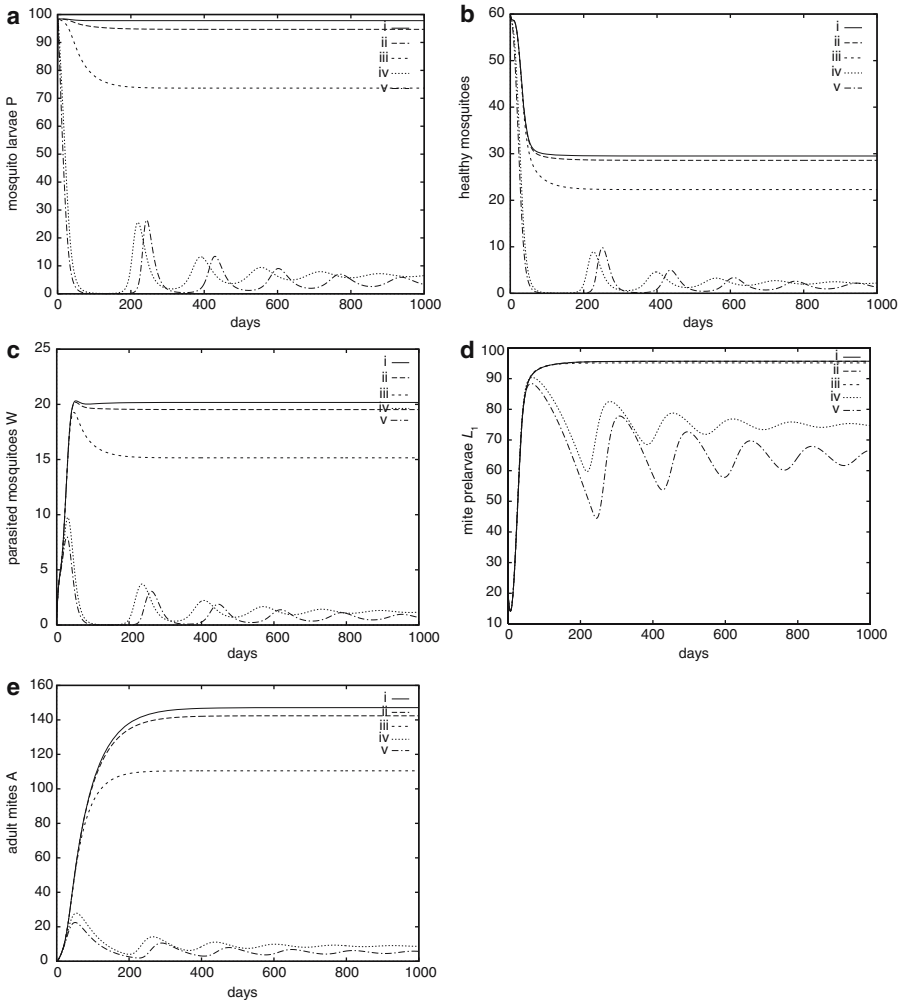 a
100
90
80
70
60
50
40
30
20
10
0
0 200 400 600 800 1000
days
mosquito larvae P
i
ii
iii
iv
v
b
60
50
40
30
20
10
0
0 200 400 600 800 1000
days
healthy mosquitoes
i
ii
iii
iv
v
c
25
20
15
10
5
0
0 200 400 600 800 1000
days
parasited mosquitoes W
i
ii
iii
iv
v
d
100
90
80
70
60
50
40
30
20
10
0 200 400 600 800 1000
days
mite prelarvae L₁
i
ii
iii
iv
v
e
160
140
120
100
80
60
40
20
0
0 200 400 600 800 1000
days
adult mites A
i
ii
iii
iv
v